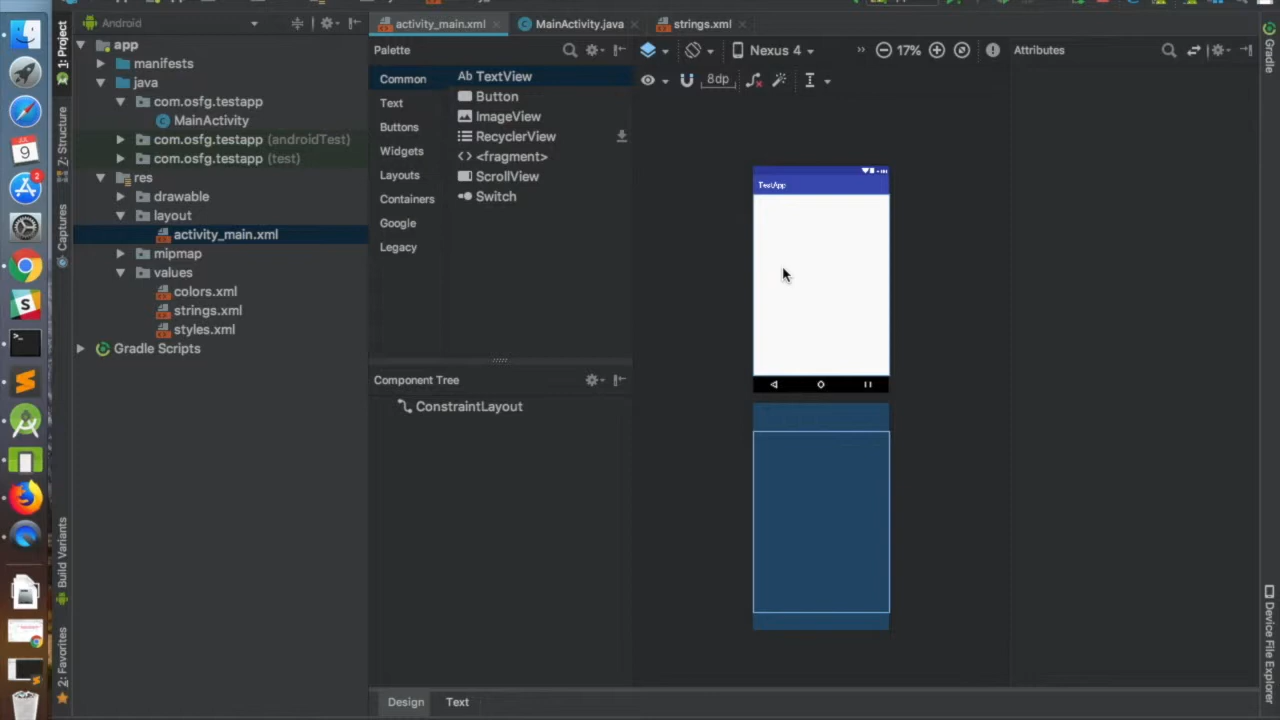 Android
activity_main.xml
MainActivity.java
strings.xml
1: Project
Z: Structure
Captures
Build Variants
2: Favorites
app
manifests
java
com.osfg.testapp
MainActivity
com.osfg.testapp (androidTest)
com.osfg.testapp (test)
res
drawable
layout
activity_main.xml
mipmap
values
colors.xml
strings.xml
styles.xml
Gradle Scripts
Palette
Common
Text
Buttons
Widgets
Layouts
Containers
Google
Legacy
Ab TextView
Button
ImageView
RecyclerView
<> <fragment>
ScrollView
Switch
Component Tree
ConstraintLayout
Nexus 4
17%
8dp
TestApp
Attributes
Gradle
Device File Explorer
Design
Text
9
2